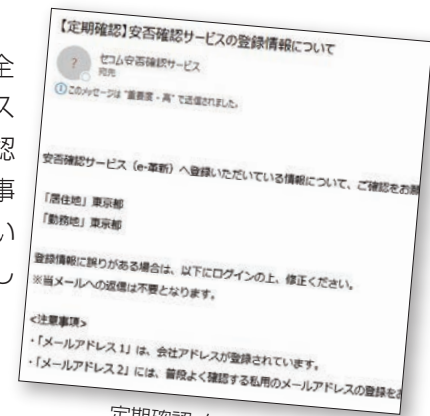 全
ス
認
事
い
し
【定期確認】安否確認サービスの登録情報について
?
セコム安否確認サービス
宛先
このメッセージは "重要度 - 高" で送信されました。
安否確認サービス（e-革新）へ登録いただいている情報について、ご確認をお願
「居住地」東京都
「勤務地」東京都
登録情報に誤りがある場合は、以下にログインの上、修正ください。
※当メールへの返信は不要となります。
<注意事項>
・「メールアドレス1」は、会社アドレスが登録されています。
・「メールアドレス2」には、普段よく確認する私用のメールアドレスの登録をお
定期確認